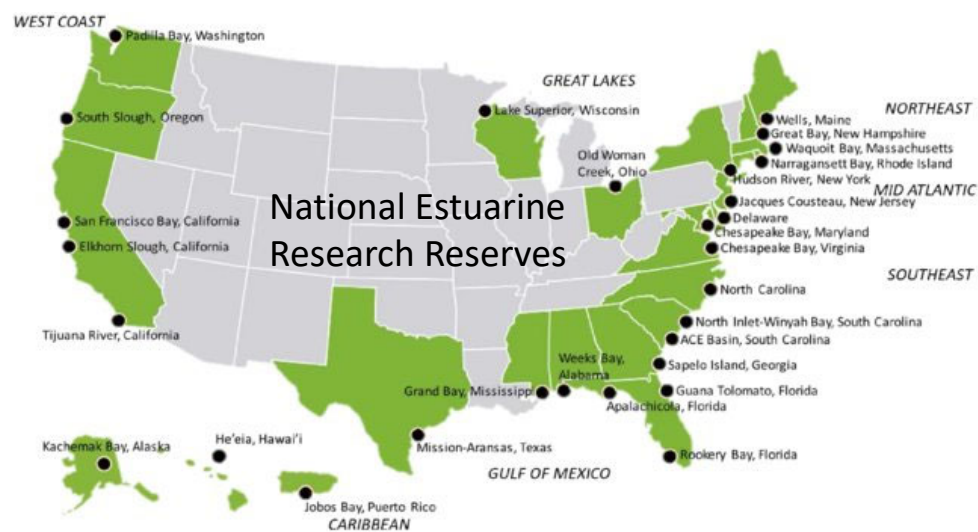 WEST COAST
Padilla Bay, Washington
South Slough, Oregon
San Francisco Bay, California
Elkhorn Slough, California
Tijuana River, California
National Estuarine
Research Reserves
GREAT LAKES
Lake Superior, Wisconsin
Old Woman
Creek, Ohio
NORTHEAST
Wells, Maine
Great Bay, New Hampshire
Waquoit Bay, Massachusetts
Narragansett Bay, Rhode Island
Hudson River, New York
MID ATLANTIC
Jacques Cousteau, New Jersey
Delaware
Chesapeake Bay, Maryland
Chesapeake Bay, Virginia
SOUTHEAST
North Carolina
North Inlet-Winyah Bay, South Carolina
ACE Basin, South Carolina
Sapelo Island, Georgia
Guana Tolomato, Florida
Rookery Bay, Florida
Apalachicola, Florida
Weeks Bay,
Alabama
Grand Bay, Mississipp
Mission-Aransas, Texas
GULF OF MEXICO
Kachemak Bay, Alaska
He'eia, Hawai'i
Jobos Bay, Puerto Rico
CARIBBEAN